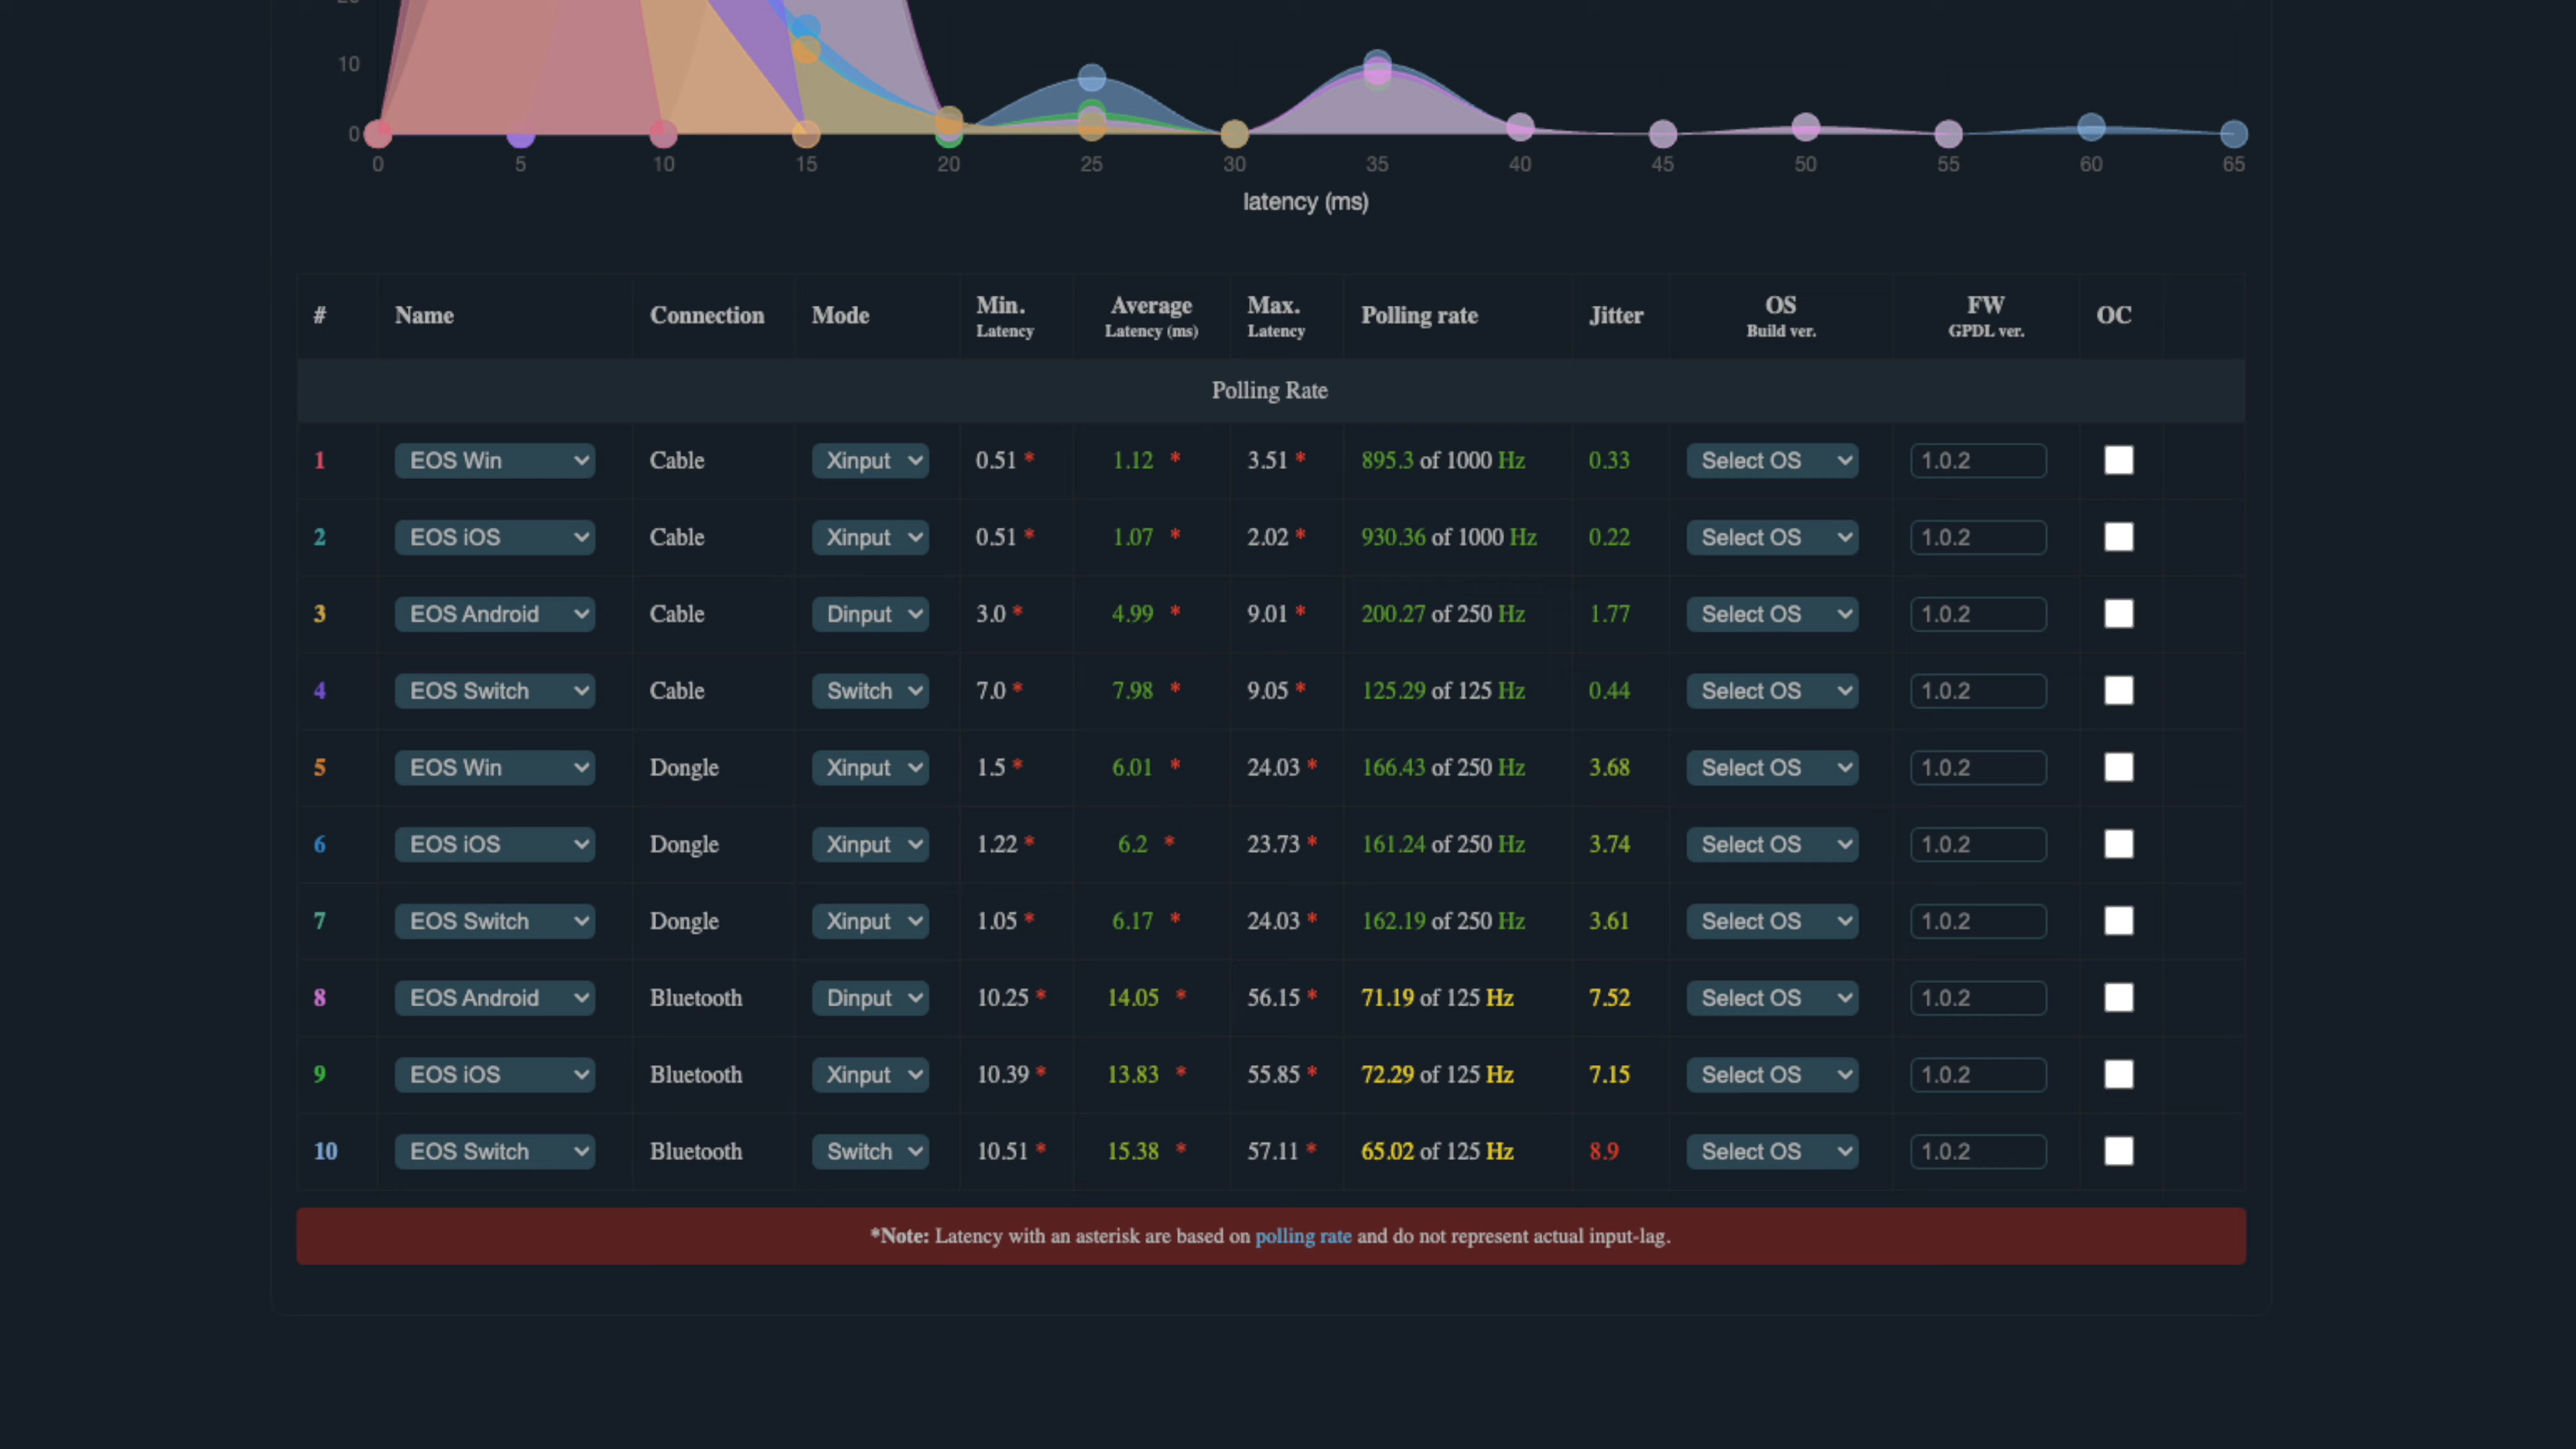 10
0
0 5 10 15 20 25 30 35 40 45 50 55 60 65
latency (ms)
# Name Connection Mode Min. Latency Average Latency (ms) Max. Latency Polling rate Jitter OS Build ver. FW GPDL ver. OC
Polling Rate
1 EOS Win Cable Xinput 0.51 * 1.12 * 3.51 * 895.3 of 1000 Hz 0.33 Select OS 1.0.2
2 EOS iOS Cable Xinput 0.51 * 1.07 * 2.02 * 930.36 of 1000 Hz 0.22 Select OS 1.0.2
3 EOS Android Cable Dinput 3.0 * 4.99 * 9.01 * 200.27 of 250 Hz 1.77 Select OS 1.0.2
4 EOS Switch Cable Switch 7.0 * 7.98 * 9.05 * 125.29 of 125 Hz 0.44 Select OS 1.0.2
5 EOS Win Dongle Xinput 1.5 * 6.01 * 24.03 * 166.43 of 250 Hz 3.68 Select OS 1.0.2
6 EOS iOS Dongle Xinput 1.22 * 6.2 * 23.73 * 161.24 of 250 Hz 3.74 Select OS 1.0.2
7 EOS Switch Dongle Xinput 1.05 * 6.17 * 24.03 * 162.19 of 250 Hz 3.61 Select OS 1.0.2
8 EOS Android Bluetooth Dinput 10.25 * 14.05 * 56.15 * 71.19 of 125 Hz 7.52 Select OS 1.0.2
9 EOS iOS Bluetooth Xinput 10.39 * 13.83 * 55.85 * 72.29 of 125 Hz 7.15 Select OS 1.0.2
10 EOS Switch Bluetooth Switch 10.51 * 15.38 * 57.11 * 65.02 of 125 Hz 8.9 Select OS 1.0.2
*Note: Latency with an asterisk are based on polling rate and do not represent actual input-lag.